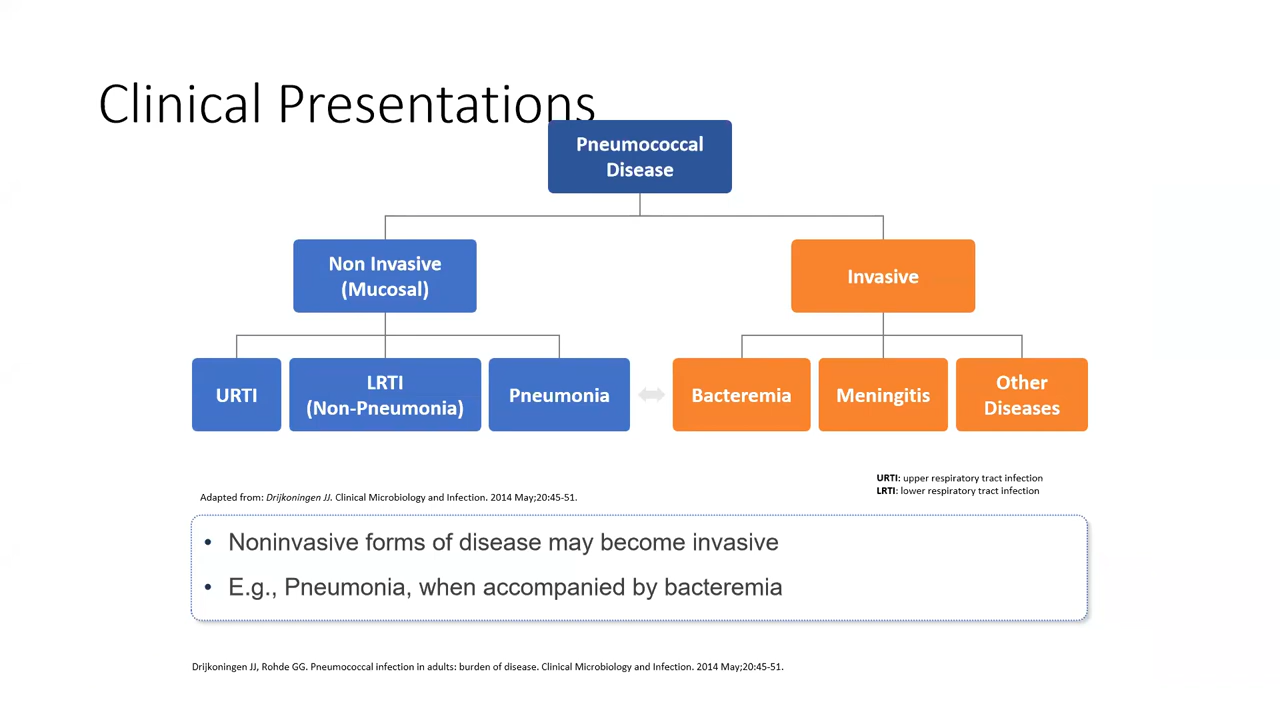 Clinical Presentations
Pneumococcal
Disease
Non Invasive
(Mucosal)
Invasive
URTI
LRTI
(Non-Pneumonia)
Pneumonia
Bacteremia
Meningitis
Other
Diseases
URTI: upper respiratory tract infection
LRTI: lower respiratory tract infection
Adapted from: Drijkoningen JJ. Clinical Microbiology and Infection. 2014 May;20:45-51.
• Noninvasive forms of disease may become invasive
• E.g., Pneumonia, when accompanied by bacteremia
Drijkoningen JJ, Rohde GG. Pneumococcal infection in adults: burden of disease. Clinical Microbiology and Infection. 2014 May;20:45-51.